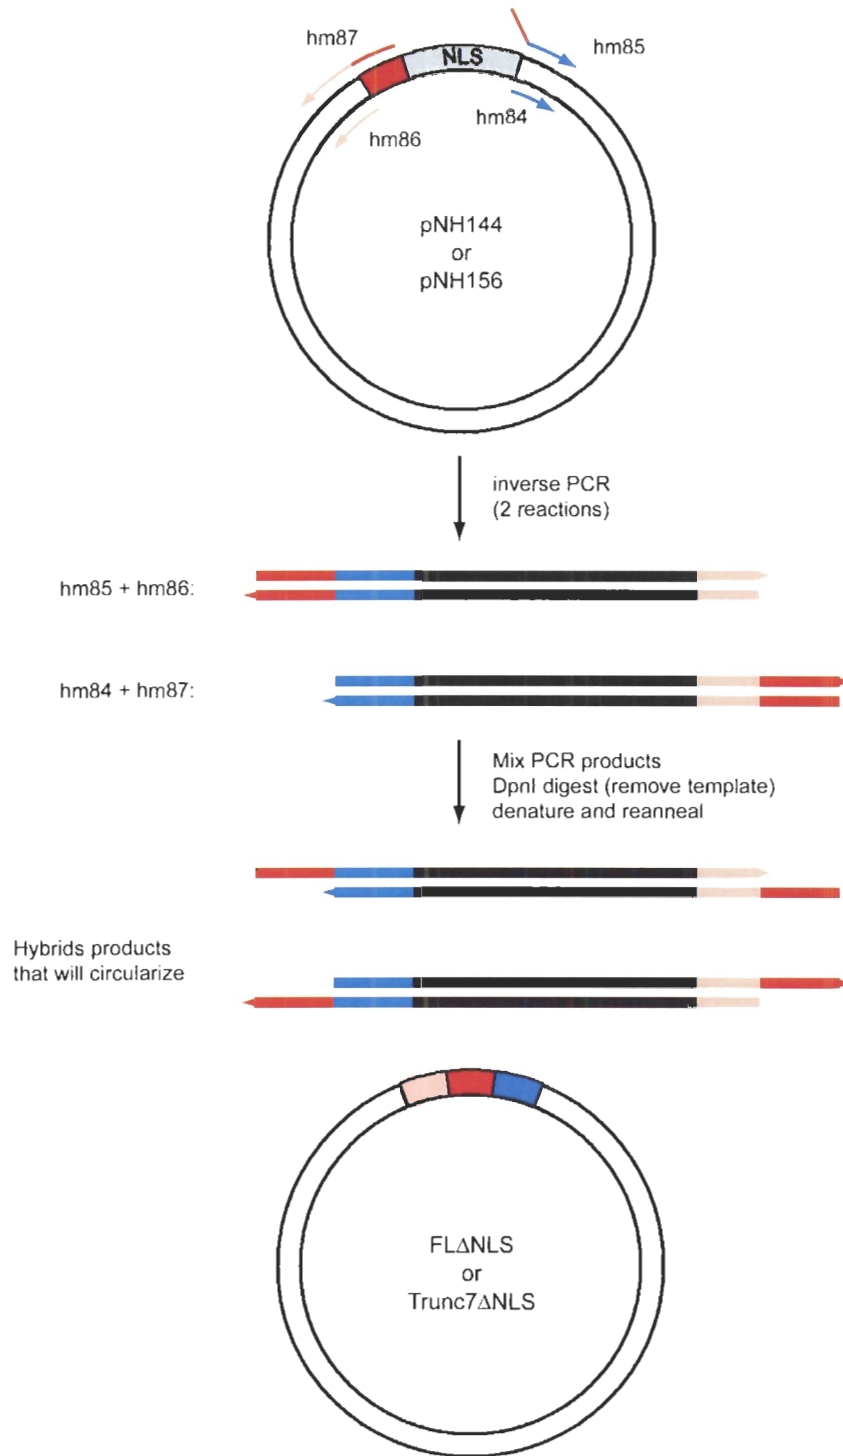 hm87
NLS
hm85
hm84
hm86
pNH144
or
pNH156
inverse PCR
(2 reactions)
hm85 + hm86:
hm84 + hm87:
Mix PCR products
DpnI digest (remove template)
denature and reanneal
Hybrids products
that will circularize
FLΔNLS
or
Trunc7ΔNLS